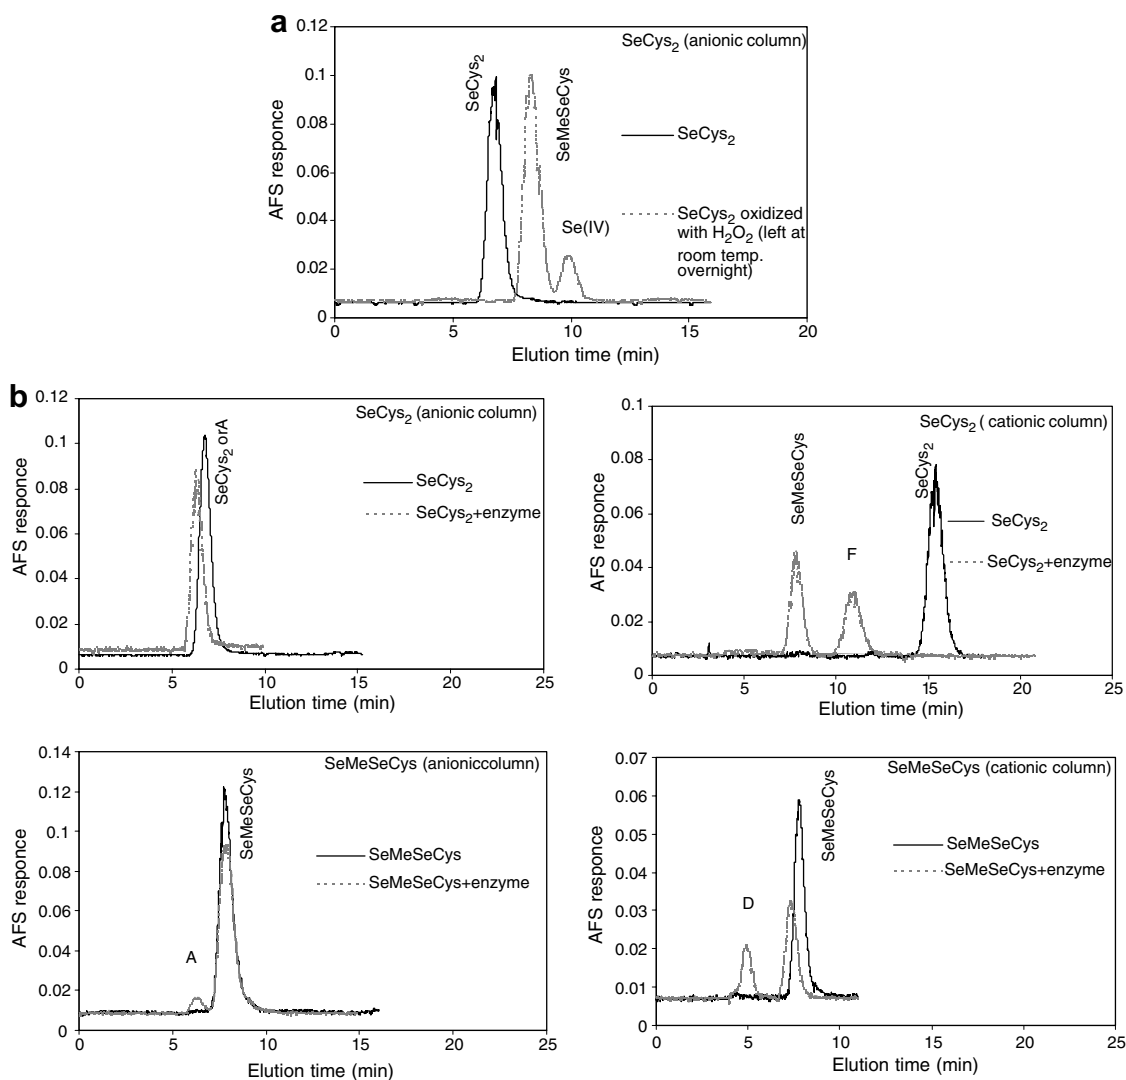 a
0.12
0.1
0.08
0.06
0.04
0.02
0
0
5
10
15
20
AFS responce
Elution time (min)
SeCys2 (anionic column)
SeCys2
SeMeSeCys
Se(IV)
SeCys2
SeCys2 oxidized
with H2O2 (left at
room temp.
overnight)
b
0.12
0.1
0.08
0.06
0.04
0.02
0
0
5
10
15
20
25
AFS responce
Elution time (min)
SeCys2 (anionic column)
SeCys2 orA
SeCys2
SeCys2+enzyme
0.1
0.08
0.06
0.04
0.02
0
0
5
10
15
20
25
AFS responce
Elution time (min)
SeCys2 ( cationic column)
SeMeSeCys
F
SeCys2
SeCys2
SeCys2+enzyme
0.14
0.12
0.1
0.08
0.06
0.04
0.02
0
0
5
10
15
20
25
AFS responce
Elution time (min)
SeMeSeCys (anioniccolumn)
A
SeMeSeCys
SeMeSeCys
SeMeSeCys+enzyme
0.07
0.06
0.05
0.04
0.03
0.02
0.01
0
0
5
10
15
20
25
AFS responce
Elution time (min)
SeMeSeCys (cationic column)
D
SeMeSeCys
SeMeSeCys
SeMeSeCys+enzyme